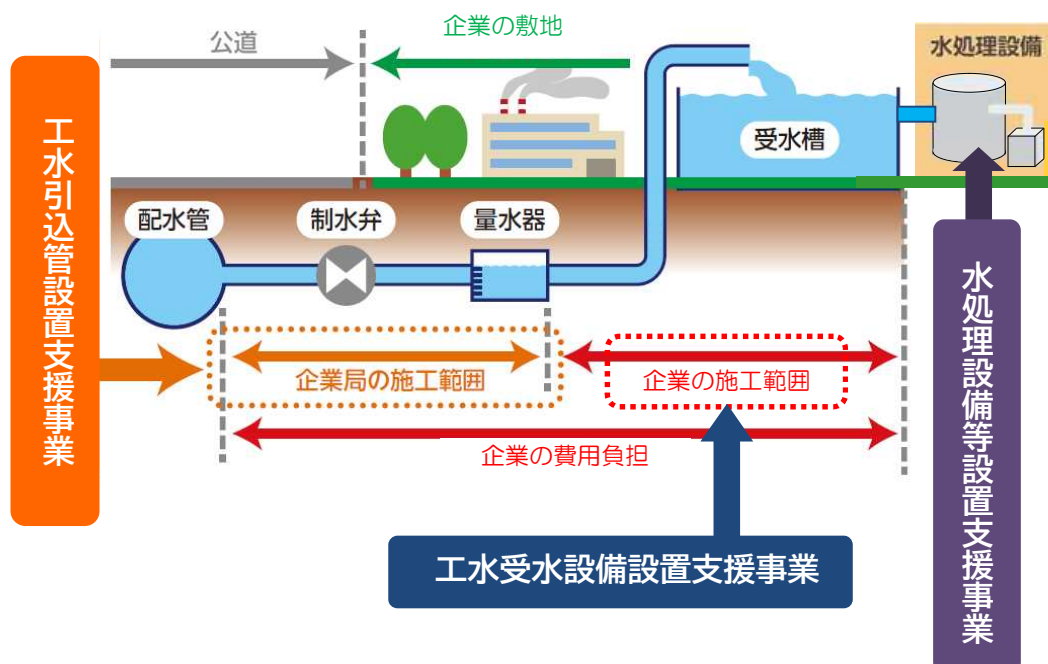 企業の敷地
公道
水処理設備
工水引込管設置支援事業
受水槽
配水管
制水弁
量水器
企業局の施工範囲
企業の施工範囲
企業の費用負担
水処理設備等設置支援事業
工水受水設備設置支援事業